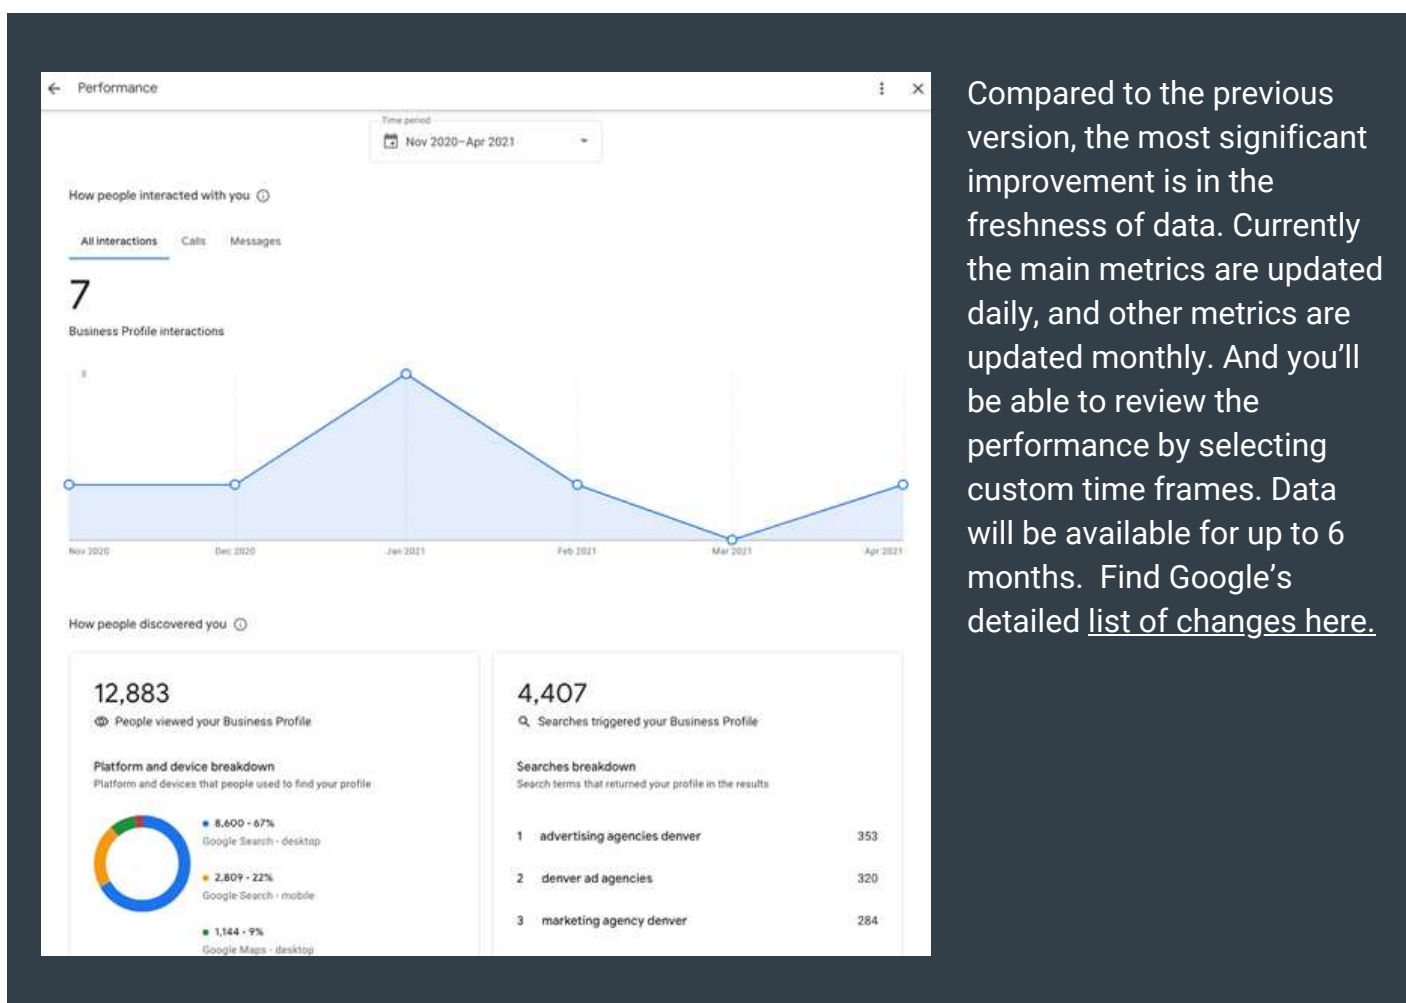 Performance
Time period
Nov 2020–Apr 2021
How people interacted with you
All interactions Calls Messages
7
Business Profile interactions
3
Nov 2020 Dec 2020 Jan 2021 Feb 2021 Mar 2021 Apr 2021
How people discovered you
12,883
People viewed your Business Profile
Platform and device breakdown
Platform and devices that people used to find your profile
8,600 - 67%
Google Search - desktop
2,809 - 22%
Google Search - mobile
1,144 - 9%
Google Maps - desktop
4,407
Searches triggered your Business Profile
Searches breakdown
Search terms that returned your profile in the results
1 advertising agencies denver 353
2 denver ad agencies 320
3 marketing agency denver 284
Compared to the previous
version, the most significant
improvement is in the
freshness of data. Currently
the main metrics are updated
daily, and other metrics are
updated monthly. And you’ll
be able to review the
performance by selecting
custom time frames. Data
will be available for up to 6
months.  Find Google’s
detailed list of changes here.